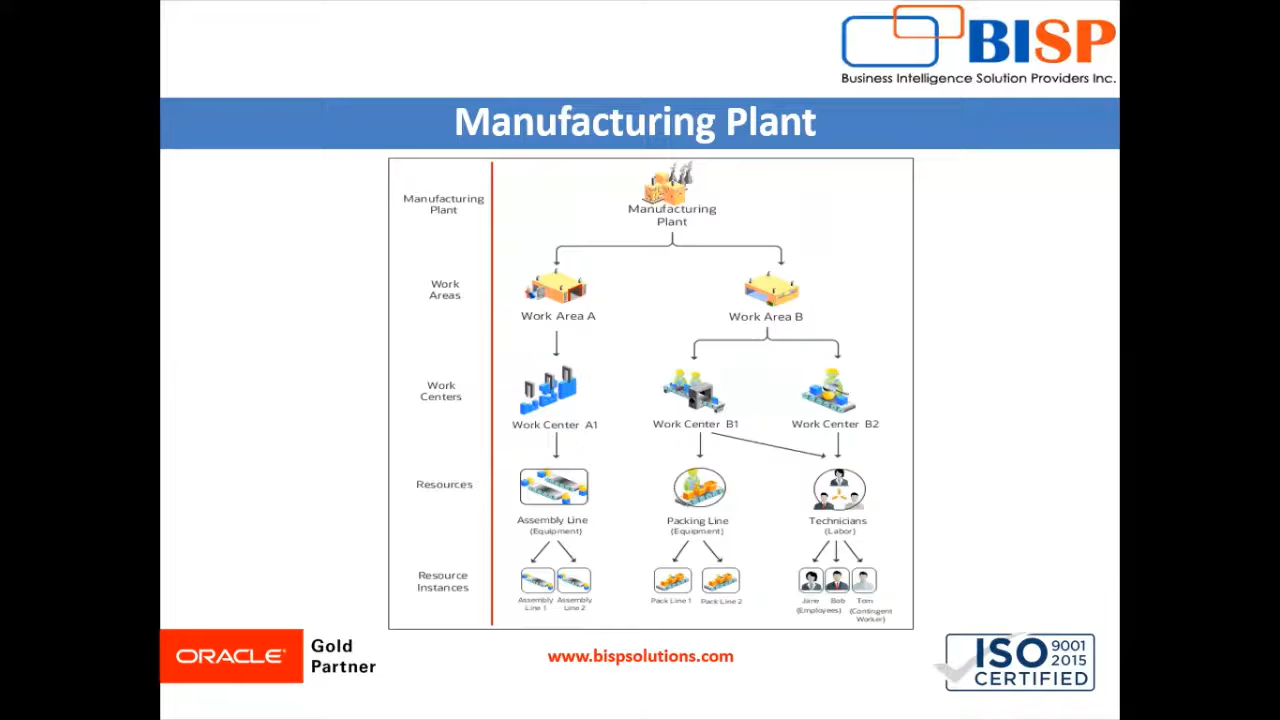 BISP
Business Intelligence Solution Providers Inc.
Manufacturing Plant
Manufacturing
Plant
Manufacturing
Plant
Work
Areas
Work Area A
Work Area B
Work
Centers
Work Center A1
Work Center B1
Work Center B2
Resources
Assembly Line
(Equipment)
Packing Line
(Equipment)
Technicians
(Labor)
Resource
Instances
Assembly
Line 1
Assembly
Line 2
Pack Line 1
Pack Line 2
Jane
Bob
(Employees)
Tom
(Contingent
Worker)
ORACLE
Gold
Partner
www.bispsolutions.com
ISO 9001
2015
CERTIFIED